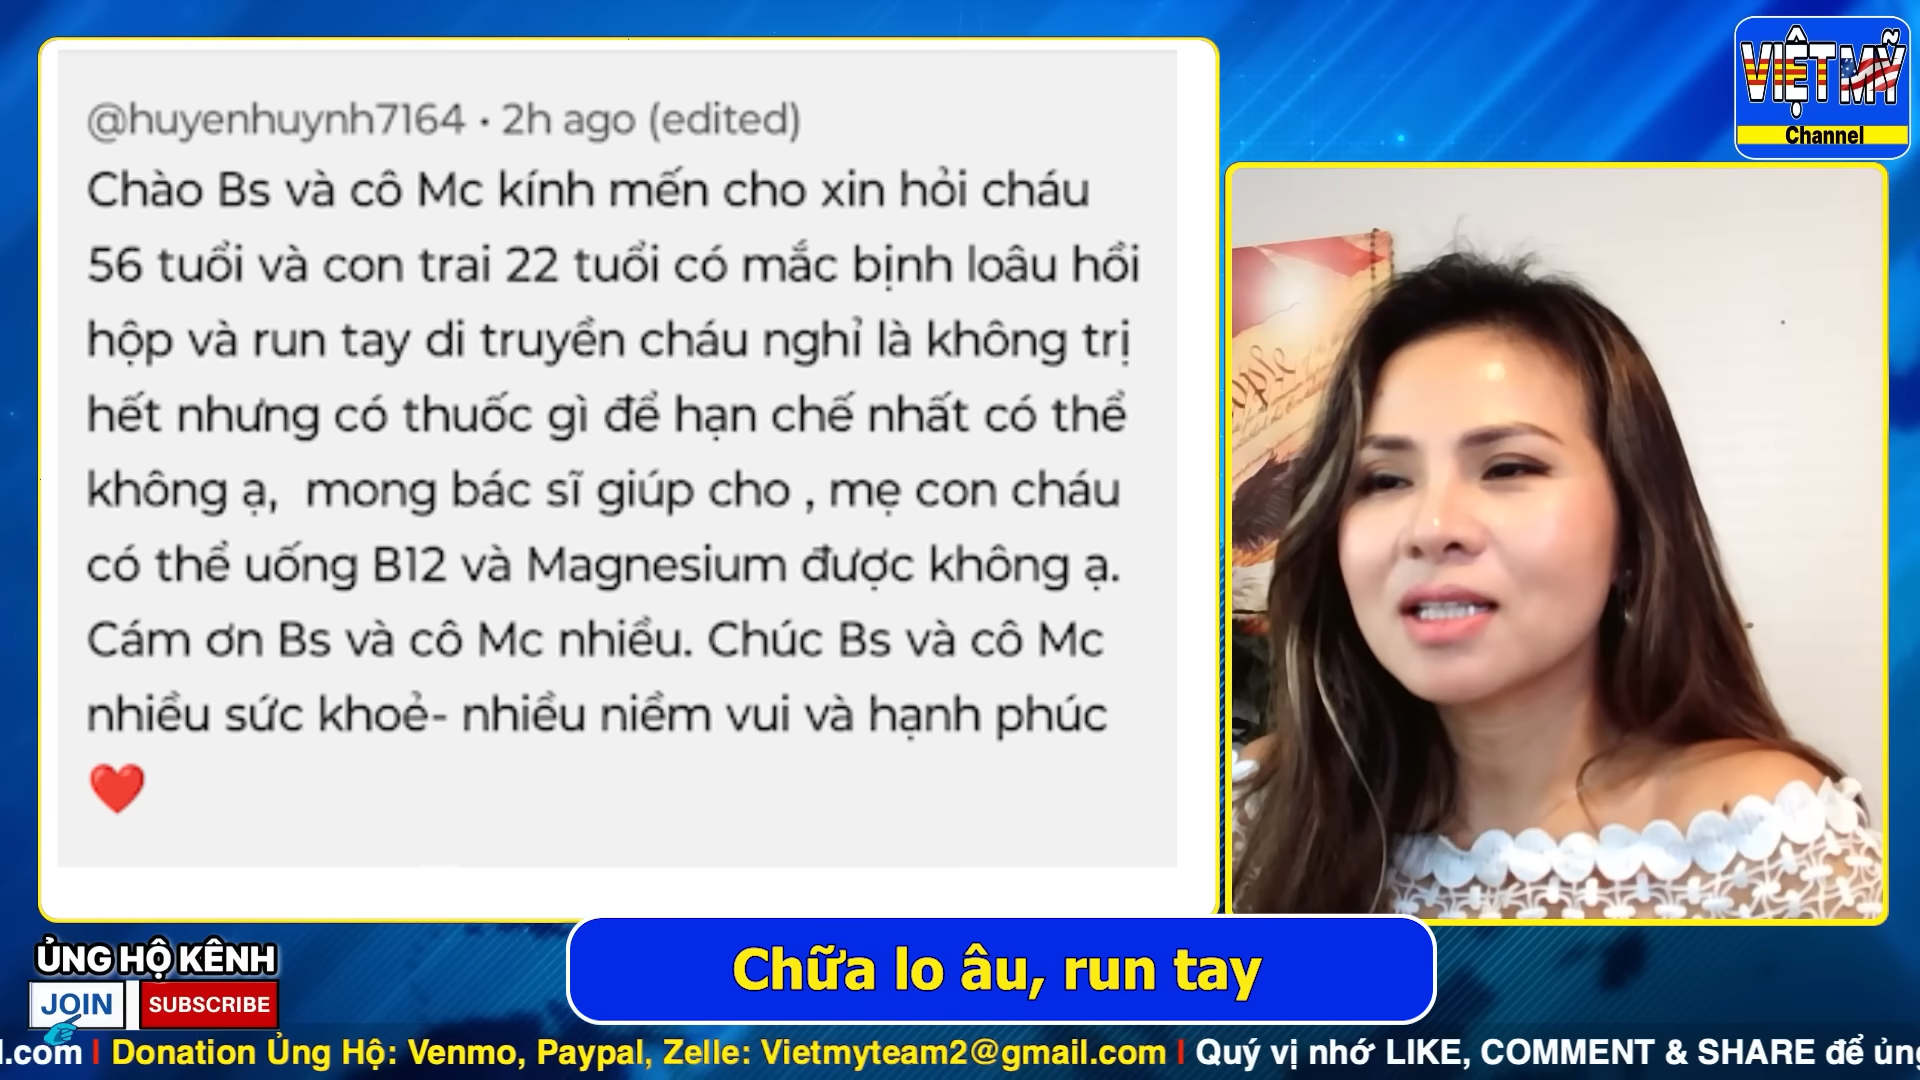 @huyenhuynh7164 • 2h ago (edited)
Chào Bs và cô Mc kính mến cho xin hỏi cháu
56 tuổi và con trai 22 tuổi có mắc bịnh loâu hồi
hộp và run tay di truyền cháu nghỉ là không trị
hết nhưng có thuốc gì để hạn chế nhất có thể
không ạ,  mong bác sĩ giúp cho , mẹ con cháu
có thể uống B12 và Magnesium được không ạ.
Cám ơn Bs và cô Mc nhiều. Chúc Bs và cô Mc
nhiều sức khoẻ- nhiều niềm vui và hạnh phúc
❤️
VIỆT MỸ
Channel
Chữa lo âu, run tay
ỦNG HỘ KÊNH
JOIN
SUBSCRIBE
l.com | Donation Ủng Hộ: Venmo, Paypal, Zelle: Vietmyteam2@gmail.com | Quý vị nhớ LIKE, COMMENT & SHARE để ủng